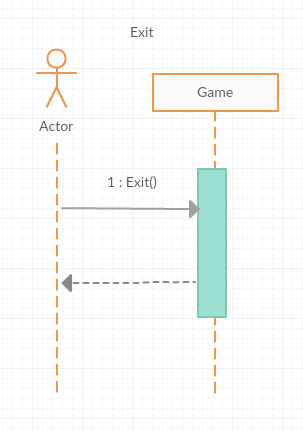 Exit
Game
Actor
1 : Exit()